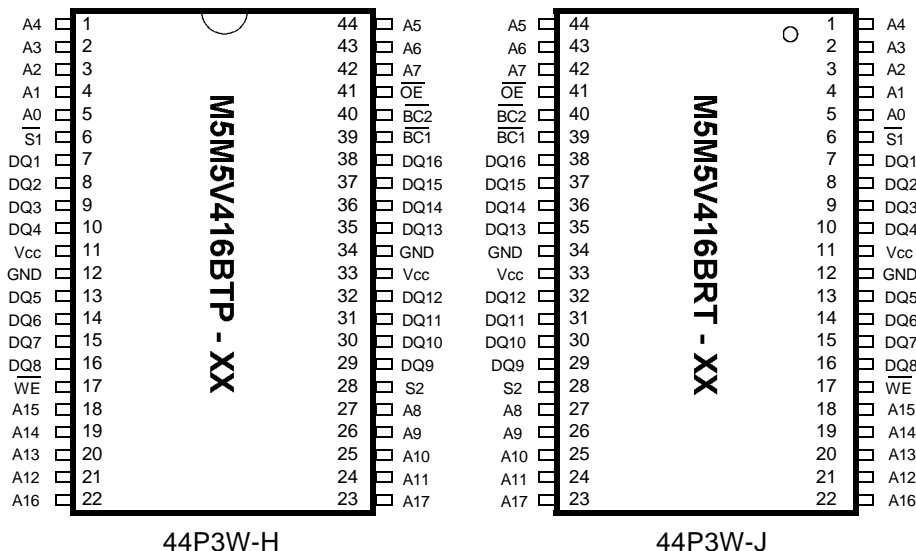 A4 1 44 A5
A3 2 43 A6
A2 3 42 A7
A1 4 41 OE
A0 5 40 BC2
S1 6 39 BC1
DQ1 7 38 DQ16
DQ2 8 37 DQ15
DQ3 9 36 DQ14
DQ4 10 35 DQ13
Vcc 11 34 GND
GND 12 33 Vcc
DQ5 13 32 DQ12
DQ6 14 31 DQ11
DQ7 15 30 DQ10
DQ8 16 29 DQ9
WE 17 28 S2
A15 18 27 A8
A14 19 26 A9
A13 20 25 A10
A12 21 24 A11
A16 22 23 A17
M5M5V416BTP - XX
44P3W-H
A5 44 1 A4
A6 43 2 A3
A7 42 3 A2
OE 41 4 A1
BC2 40 5 A0
BC1 39 6 S1
DQ16 38 7 DQ1
DQ15 37 8 DQ2
DQ14 36 9 DQ3
DQ13 35 10 DQ4
GND 34 11 Vcc
Vcc 33 12 GND
DQ12 32 13 DQ5
DQ11 31 14 DQ6
DQ10 30 15 DQ7
DQ9 29 16 DQ8
S2 28 17 WE
A8 27 18 A15
A9 26 19 A14
A10 25 20 A13
A11 24 21 A12
A17 23 22 A16
M5M5V416BRT - XX
44P3W-J